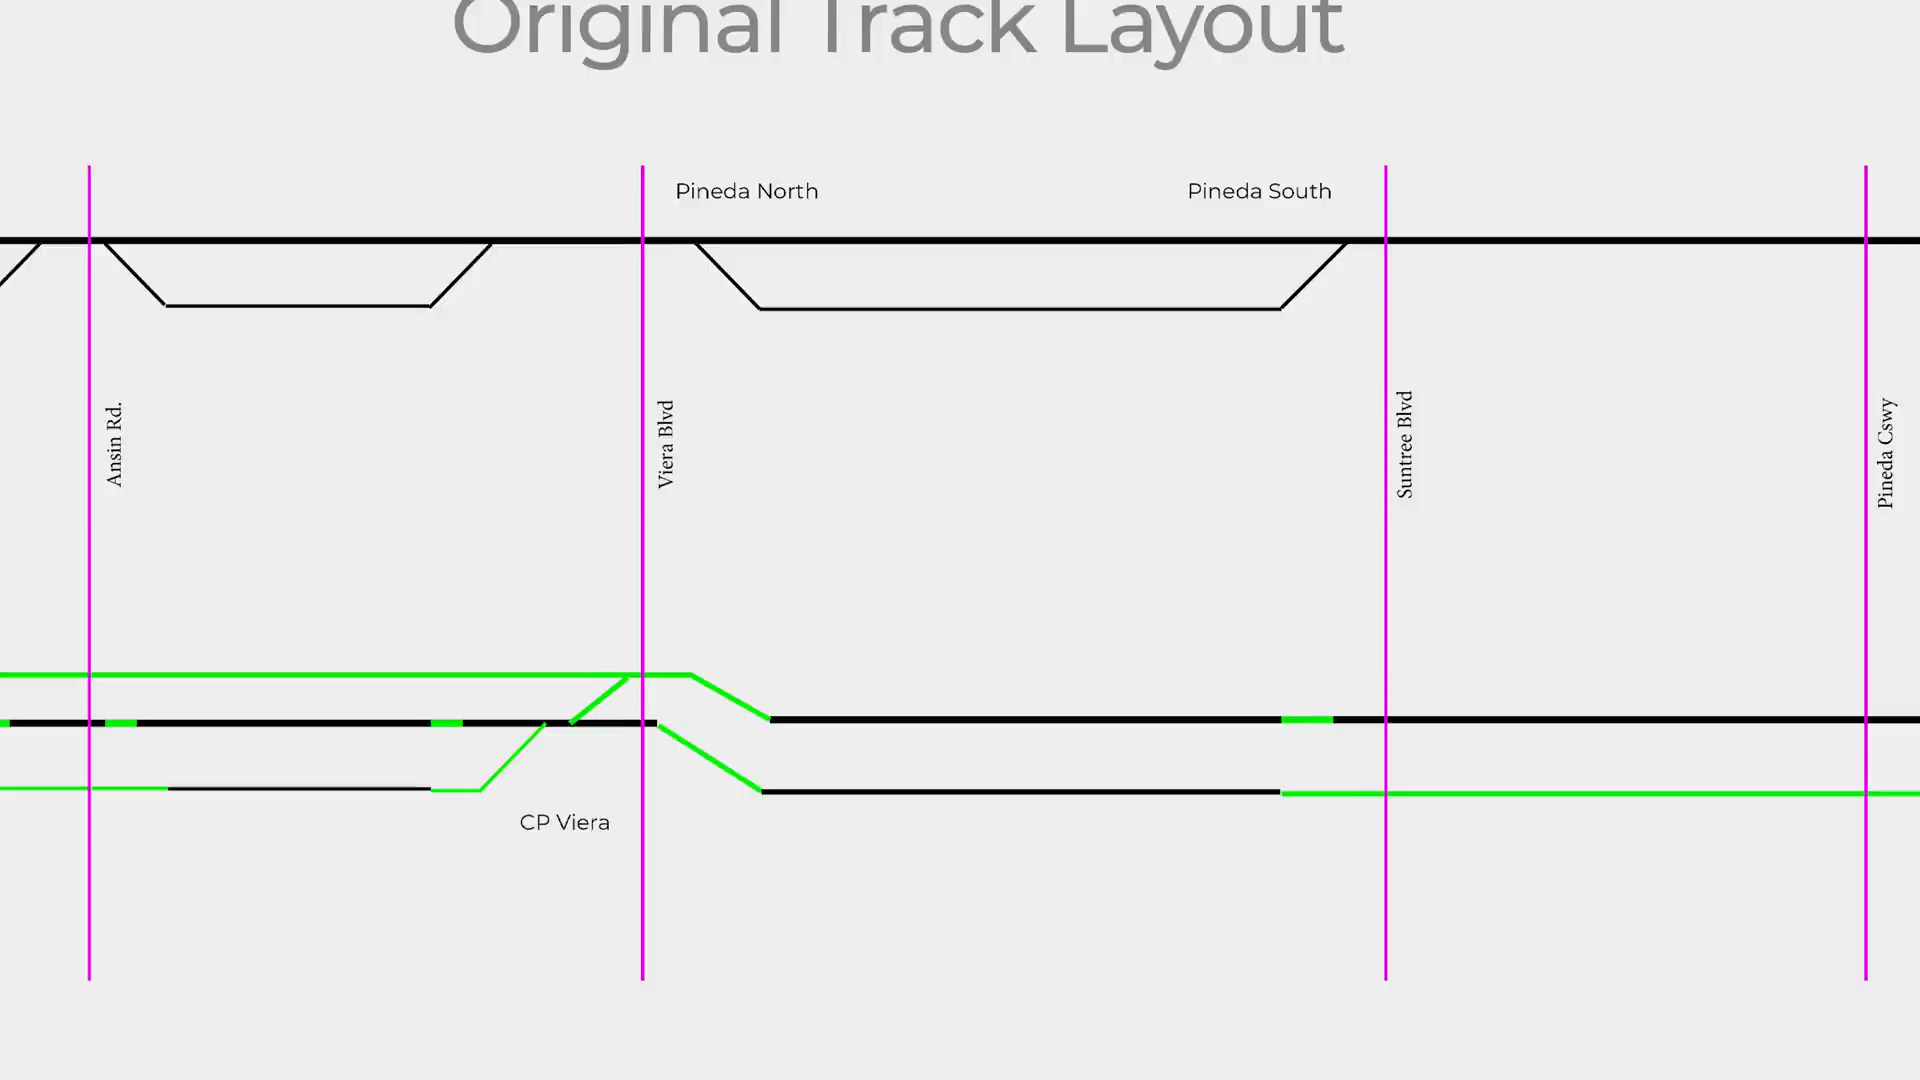 Original Track Layout
Pineda North
Pineda South
Ansin Rd.
Viera Blvd
Suntree Blvd
Pineda Cswy
CP Viera